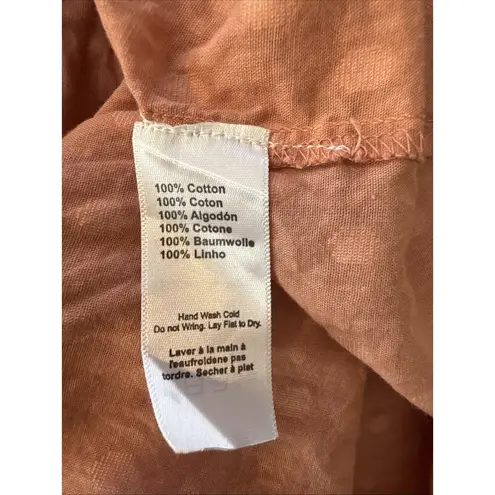 100% Cotton
100% Coton
100% Algodón
100% Cotone
100% Baumwolle
100% Linho
Hand Wash Cold
Do not Wring. Lay Flat to Dry.
Laver à la main à
l'eaufroidene pas
tordre. Sècher à plat